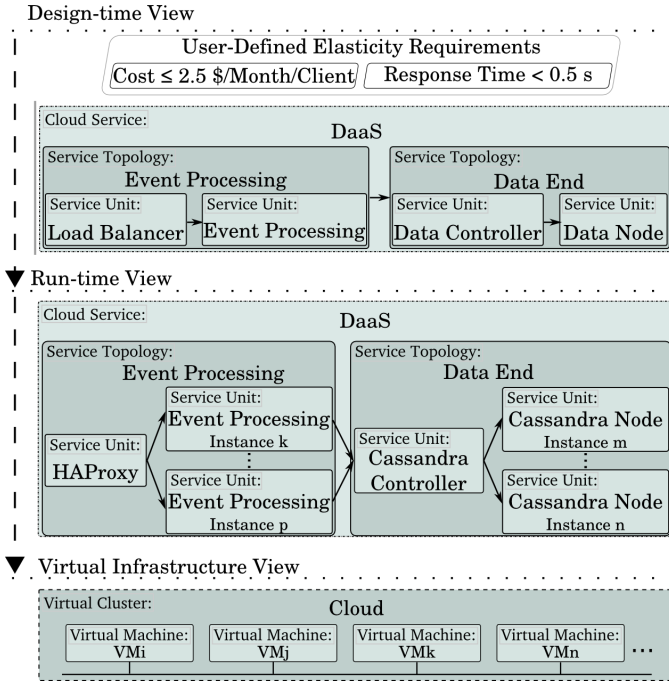 Design-time View
User-Defined Elasticity Requirements
Cost ≤ 2.5 $/Month/Client
Response Time < 0.5 s
Cloud Service:
DaaS
Service Topology:
Event Processing
Service Unit:
Load Balancer
Service Unit:
Event Processing
Service Topology:
Data End
Service Unit:
Data Controller
Service Unit:
Data Node
Run-time View
Cloud Service:
DaaS
Service Topology:
Event Processing
Service Unit:
HAProxy
Service Unit:
Event Processing
Instance k
⋮
Service Unit:
Event Processing
Instance p
Service Topology:
Data End
Service Unit:
Cassandra
Controller
Service Unit:
Cassandra Node
Instance m
⋮
Service Unit:
Cassandra Node
Instance n
Virtual Infrastructure View
Virtual Cluster:
Cloud
Virtual Machine:
VMi
Virtual Machine:
VMj
Virtual Machine:
VMk
Virtual Machine:
VMn
...